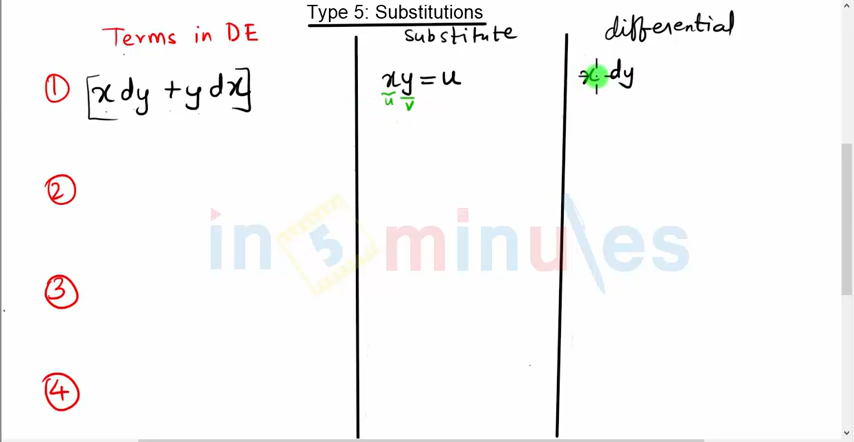 Type 5: Substitutions
Terms in DE
substitute
differential
① [x dy + y dx]
xy = u
u v
x dy
②
in 5 minutes
③
④